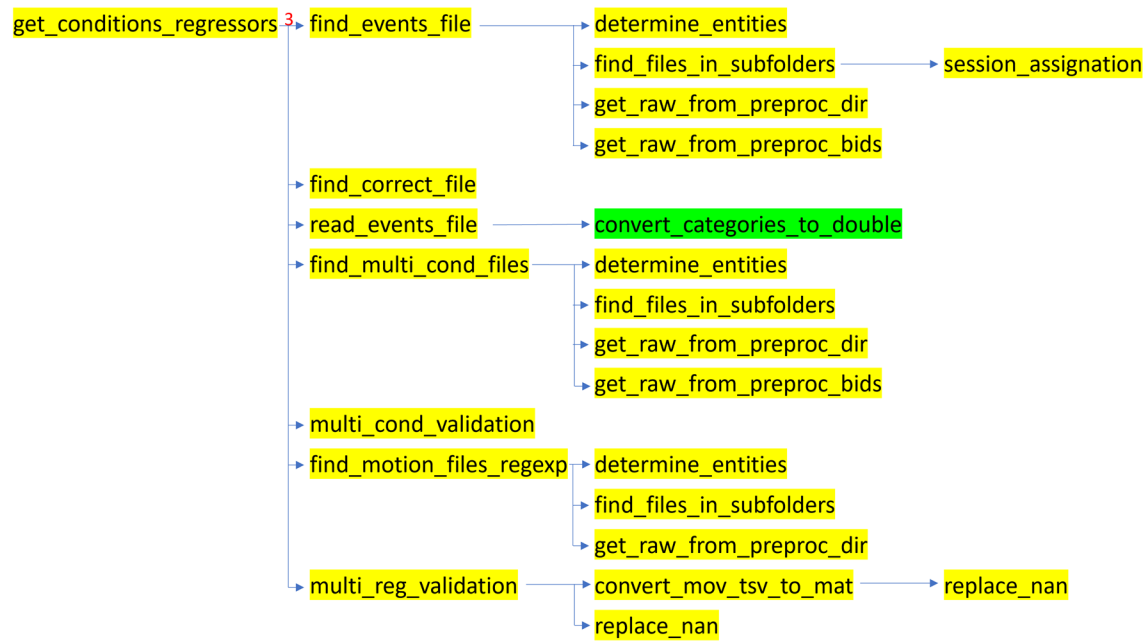 get_conditions_regressors 3 find_events_file determine_entities
find_files_in_subfolders session_assignation
get_raw_from_preproc_dir
get_raw_from_preproc_bids
find_correct_file
read_events_file convert_categories_to_double
find_multi_cond_files determine_entities
find_files_in_subfolders
get_raw_from_preproc_dir
get_raw_from_preproc_bids
multi_cond_validation
find_motion_files_regexp determine_entities
find_files_in_subfolders
get_raw_from_preproc_dir
multi_reg_validation convert_mov_tsv_to_mat replace_nan
replace_nan